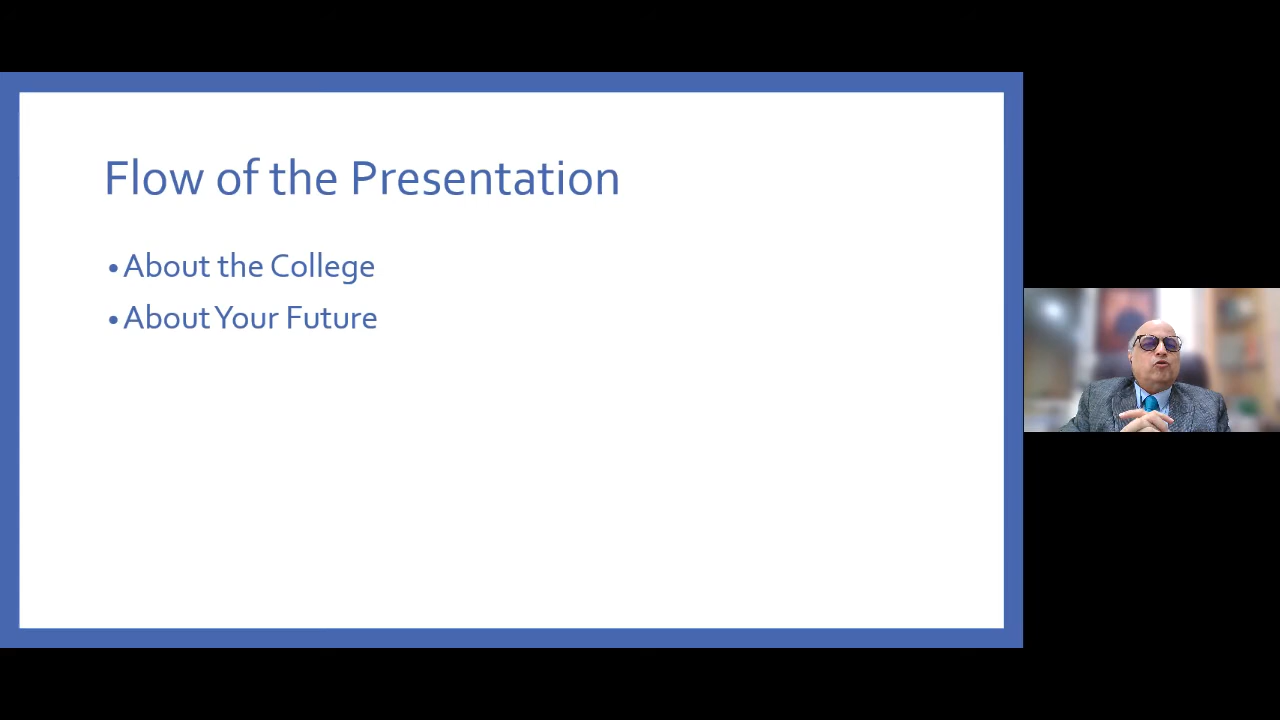 Flow of the Presentation
•About the College
•About Your Future